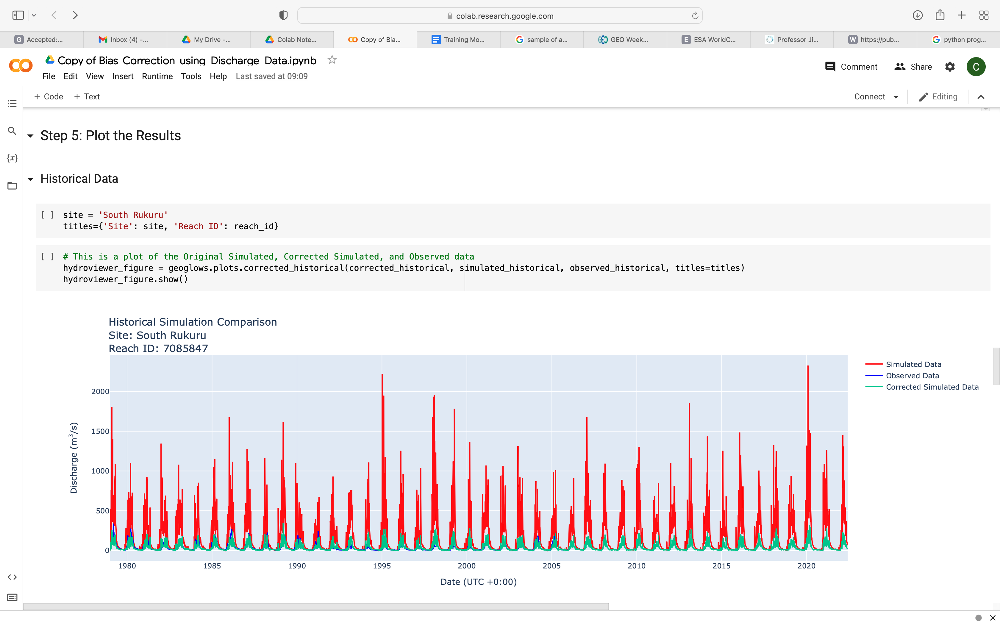 colab.research.google.com
G Accepted:...
Inbox (4) -...
My Drive -...
Colab Note...
Copy of Bia...
Training Mo...
sample of a...
GEO Week...
E ESA WorldC...
Professor Ji...
W https://pub...
python prog...
Copy of Bias Correction using Discharge Data.ipynb
Comment
Share
C
File Edit View Insert Runtime Tools Help Last saved at 09:09
+ Code + Text
Connect
Editing
Step 5: Plot the Results
{x}
Historical Data
[ ] site = 'South Rukuru'
titles={'Site': site, 'Reach ID': reach_id}
[ ] # This is a plot of the Original Simulated, Corrected Simulated, and Observed data
hydroviewer_figure = geoglows.plots.corrected_historical(corrected_historical, simulated_historical, observed_historical, titles=titles)
hydroviewer_figure.show()
Historical Simulation Comparison
Site: South Rukuru
Reach ID: 7085847
Simulated Data
Observed Data
Corrected Simulated Data
Discharge (m³/s)
2000
1500
1000
500
0
1980 1985 1990 1995 2000 2005 2010 2015 2020
Date (UTC +0:00)